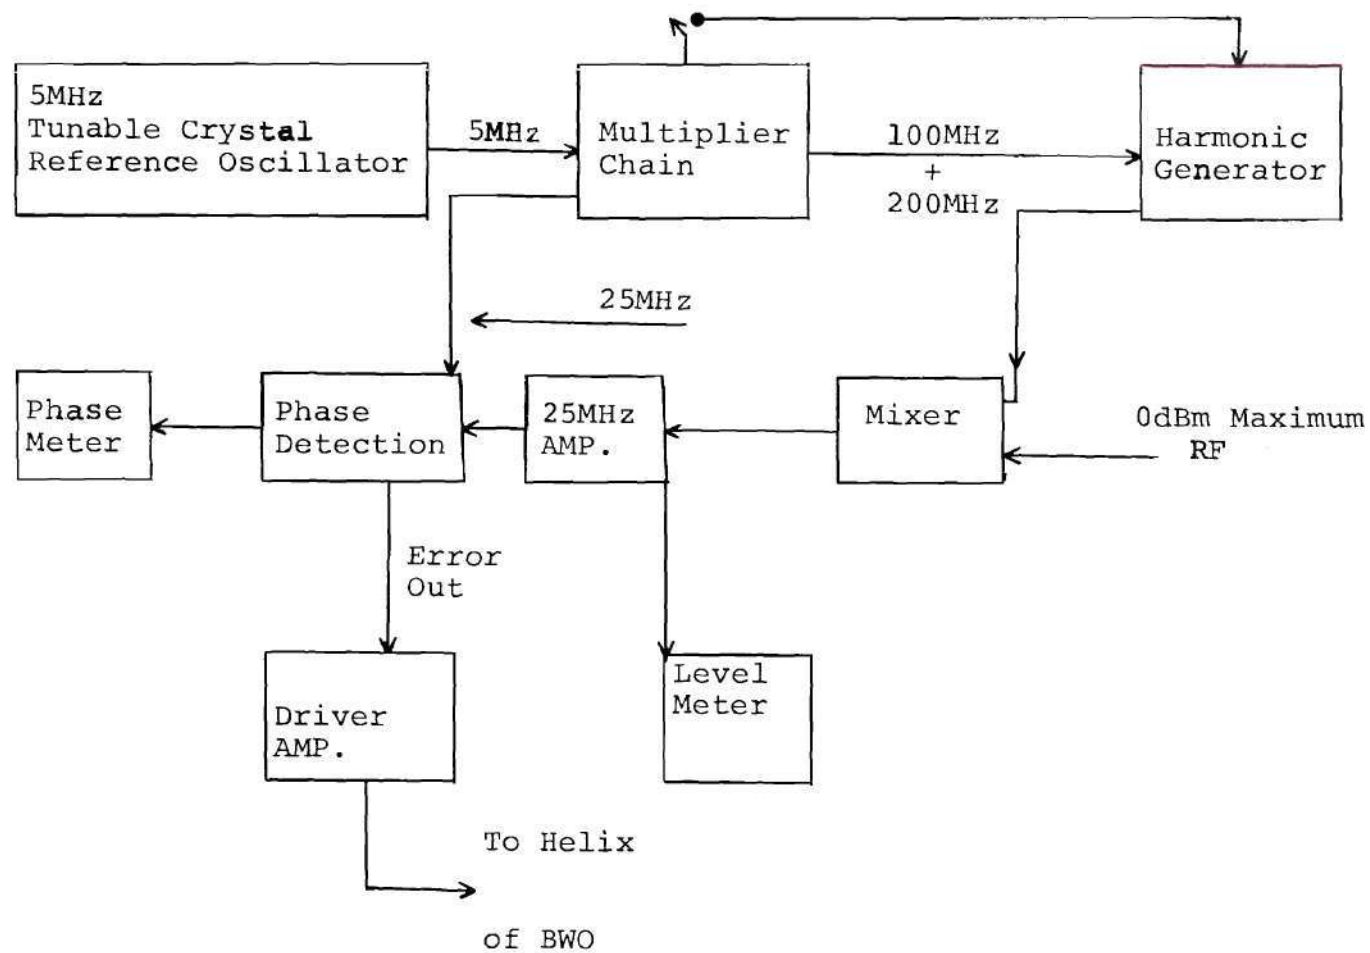 5MHz
Tunable Crystal
Reference Oscillator
5MHz
Multiplier
Chain
100MHz
+
200MHz
Harmonic
Generator
25MHz
Phase
Meter
Phase
Detection
25MHz
AMP.
Mixer
0dBm Maximum
RF
Error
Out
Driver
AMP.
Level
Meter
To Helix
of BWO